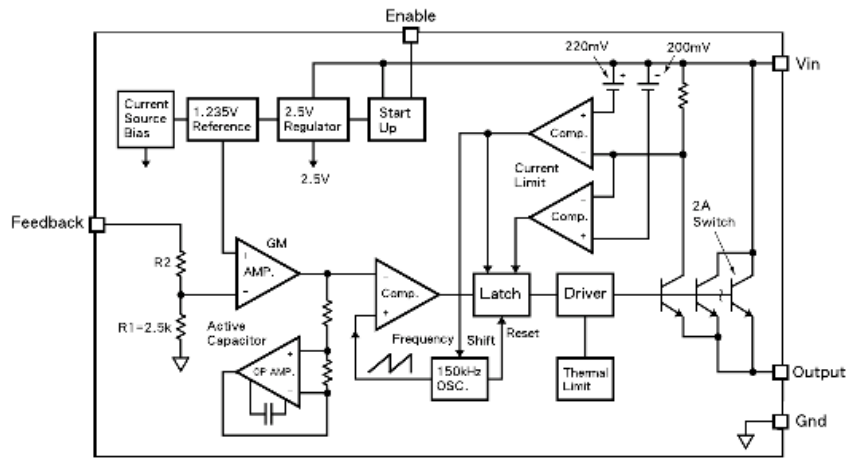 Enable
220mV
200mV
+
-
Vin
Current
Source
Bias
1.235V
Reference
2.5V
Regulator
Start
Up
2.5V
Comp.
+
-
Current
Limit
Comp.
-
+
2A
Switch
Feedback
R2
R1-2.5k
GM
AMP.
+
-
Comp.
-
+
Latch
Driver
Active
Capacitor
OP AMP.
+
-
Frequency
Shift
Reset
150kHz
OSC.
Thermal
Limit
Output
Gnd